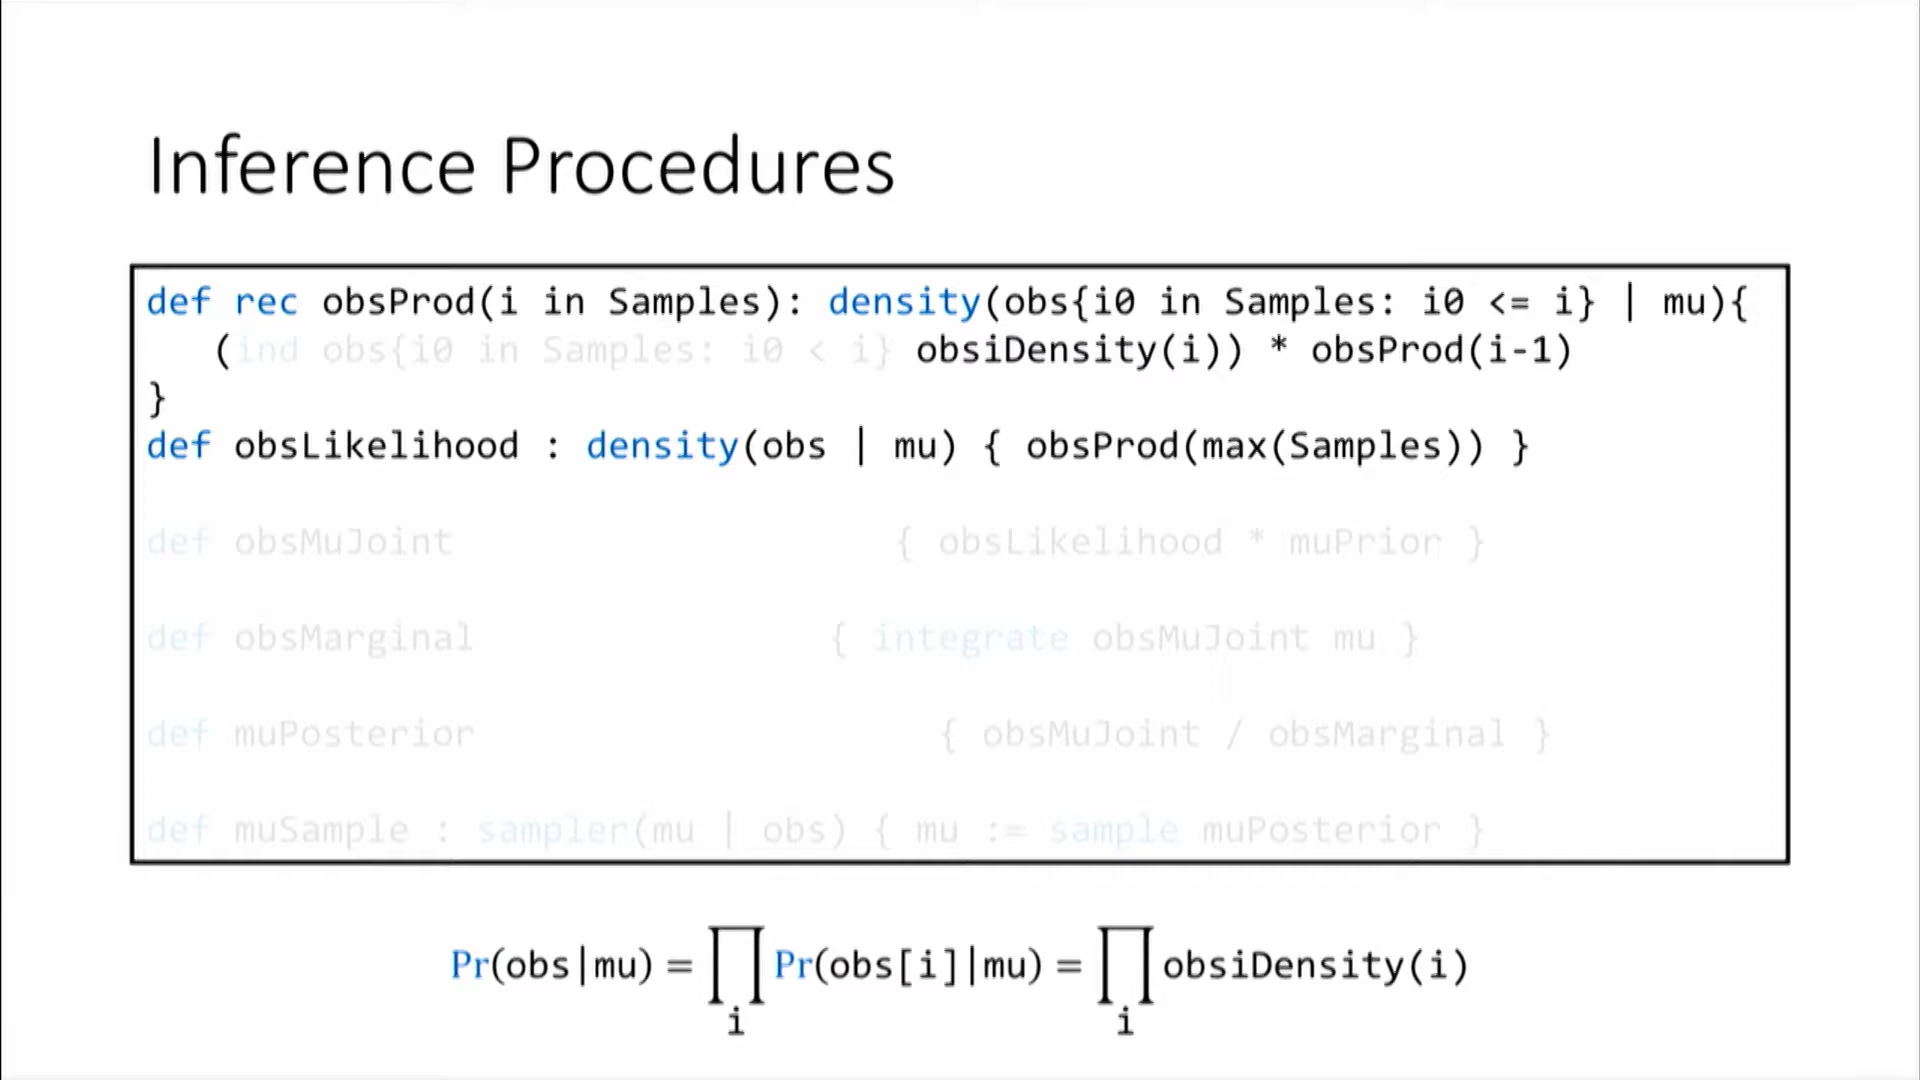 Inference Procedures
def rec obsProd(i in Samples): density(obs{i0 in Samples: i0 <= i} | mu){
(ind obs{i0 in Samples: i0 < i} obsiDensity(i)) * obsProd(i-1)
}
def obsLikelihood : density(obs | mu) { obsProd(max(Samples)) }
def obsMuJoint { obsLikelihood * muPrior }
def obsMarginal { integrate obsMuJoint mu }
def muPosterior { obsMuJoint / obsMarginal }
def muSample : sampler(mu | obs) { mu := sample muPosterior }
Pr(obs|mu) = ∏ Pr(obs[i]|mu) = ∏ obsiDensity(i)
i i